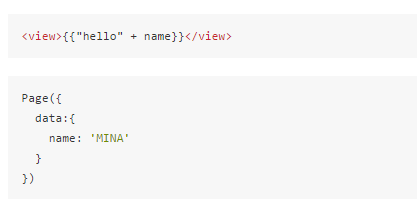 <view>{{"hello" + name}}</view>
Page({
  data:{
    name: 'MINA'
  }
})